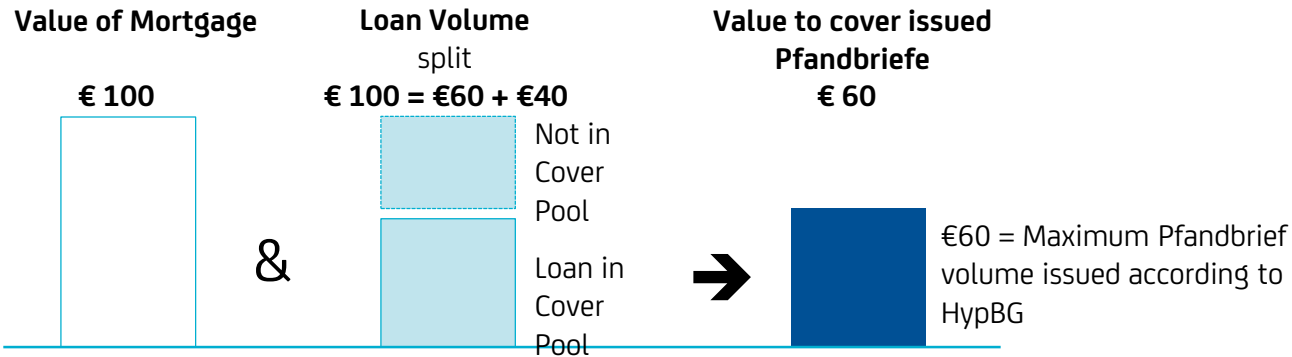 Value of Mortgage
€ 100
Loan Volume
split
€ 100 = €60 + €40
Not in
Cover
Pool
&
Loan in
Cover
Pool
Value to cover issued
Pfandbriefe
€ 60
€60 = Maximum Pfandbrief
volume issued according to
HypBG